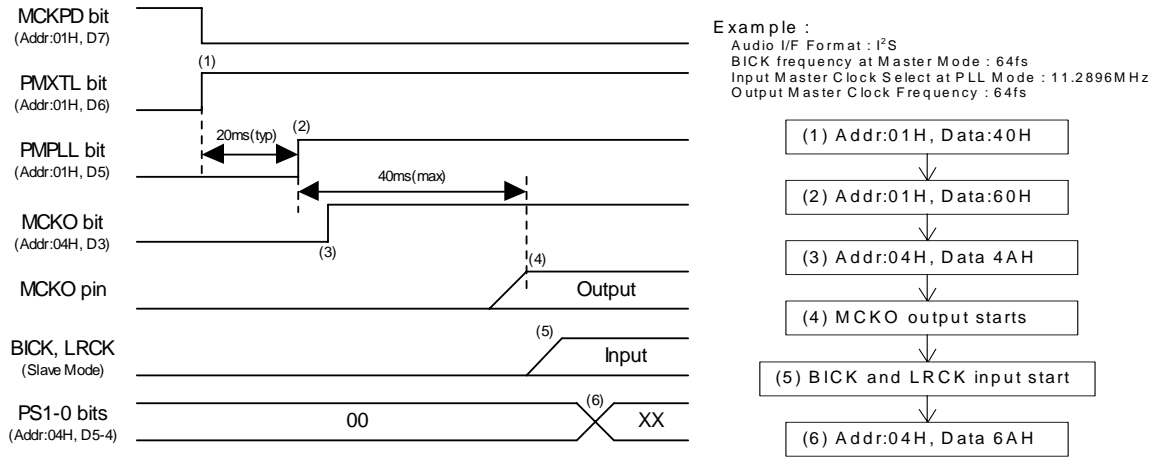 MCKPD bit
(Addr:01H, D7)
(1)
PMXTL bit
(Addr:01H, D6)
20ms(typ)
(2)
PMPLL bit
(Addr:01H, D5)
40ms(max)
MCKO bit
(Addr:04H, D3)
(3)
(4)
MCKO pin
Output
(5)
BICK, LRCK
(Slave Mode)
Input
(6)
PS1-0 bits
(Addr:04H, D5-4)
00
XX
Example :
Audio I/F Format : I²S
BICK frequency at Master Mode : 64fs
Input Master Clock Select at PLL Mode : 11.2896MHz
Output Master Clock Frequency : 64fs
(1) Addr:01H, Data:40H
(2) Addr:01H, Data:60H
(3) Addr:04H, Data 4AH
(4) MCKO output starts
(5) BICK and LRCK input start
(6) Addr:04H, Data 6AH